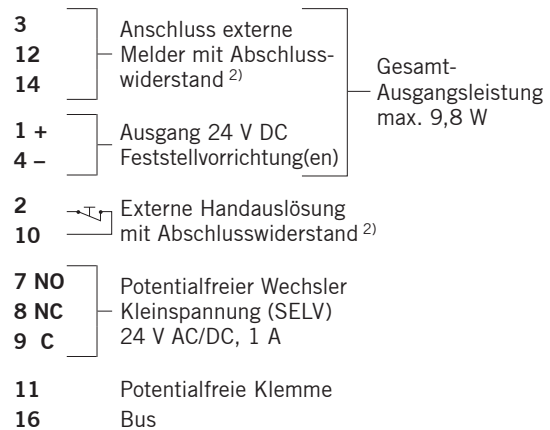 3
12
14
Anschluss externe
Melder mit Abschluss-
widerstand 2)
1 +
4 –
Ausgang 24 V DC
Feststellvorrichtung(en)
Gesamt-
Ausgangsleistung
max. 9,8 W
2
10
Externe Handauslösung
mit Abschlusswiderstand 2)
7 NO
8 NC
9 C
Potentialfreier Wechsler
Kleinspannung (SELV)
24 V AC/DC, 1 A
11 Potentialfreie Klemme
16 Bus